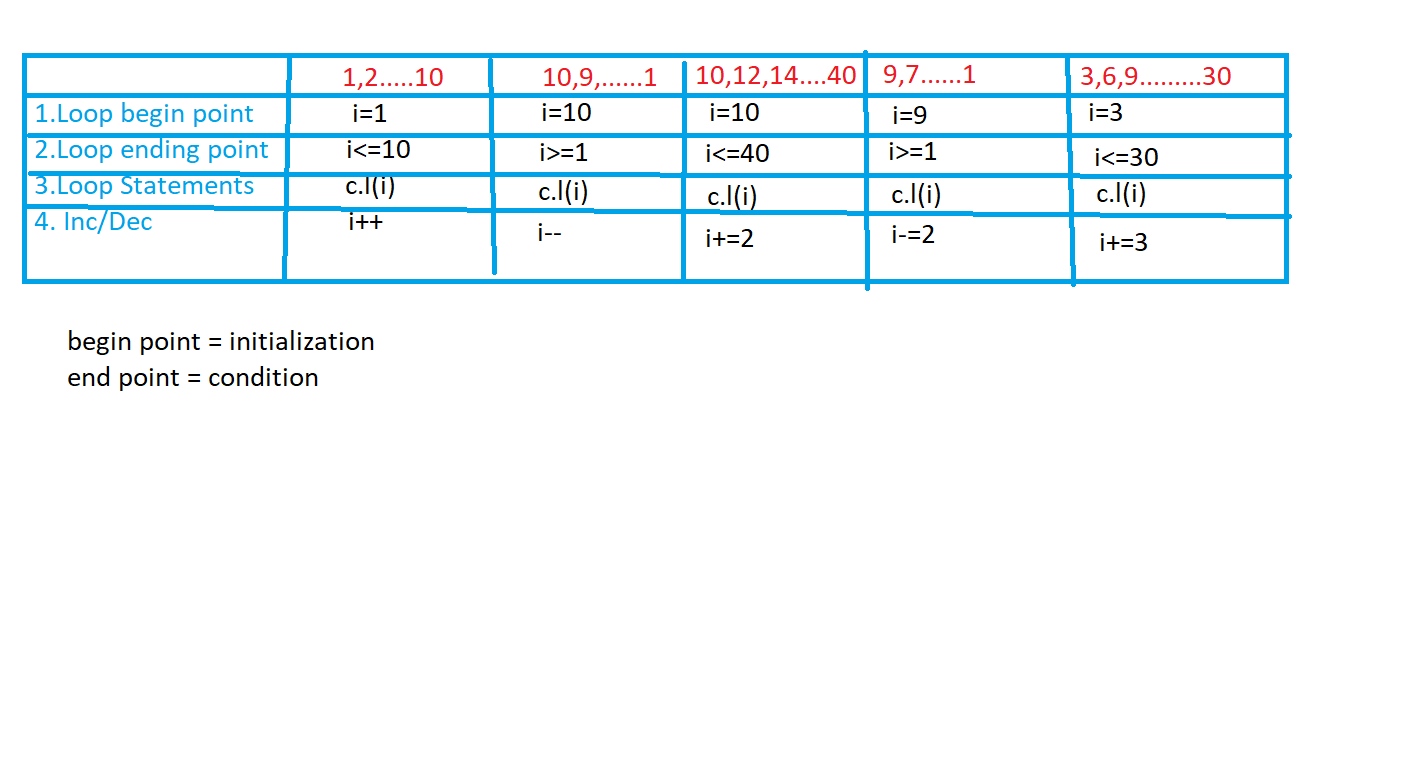 1,2.....10 10,9,......1 10,12,14....40 9,7......1 3,6,9.........30
1.Loop begin point i=1 i=10 i=10 i=9 i=3
2.Loop ending point i<=10 i>=1 i<=40 i>=1 i<=30
3.Loop Statements c.l(i) c.l(i) c.l(i) c.l(i) c.l(i)
4. Inc/Dec i++ i-- i+=2 i-=2 i+=3
begin point = initialization
end point = condition